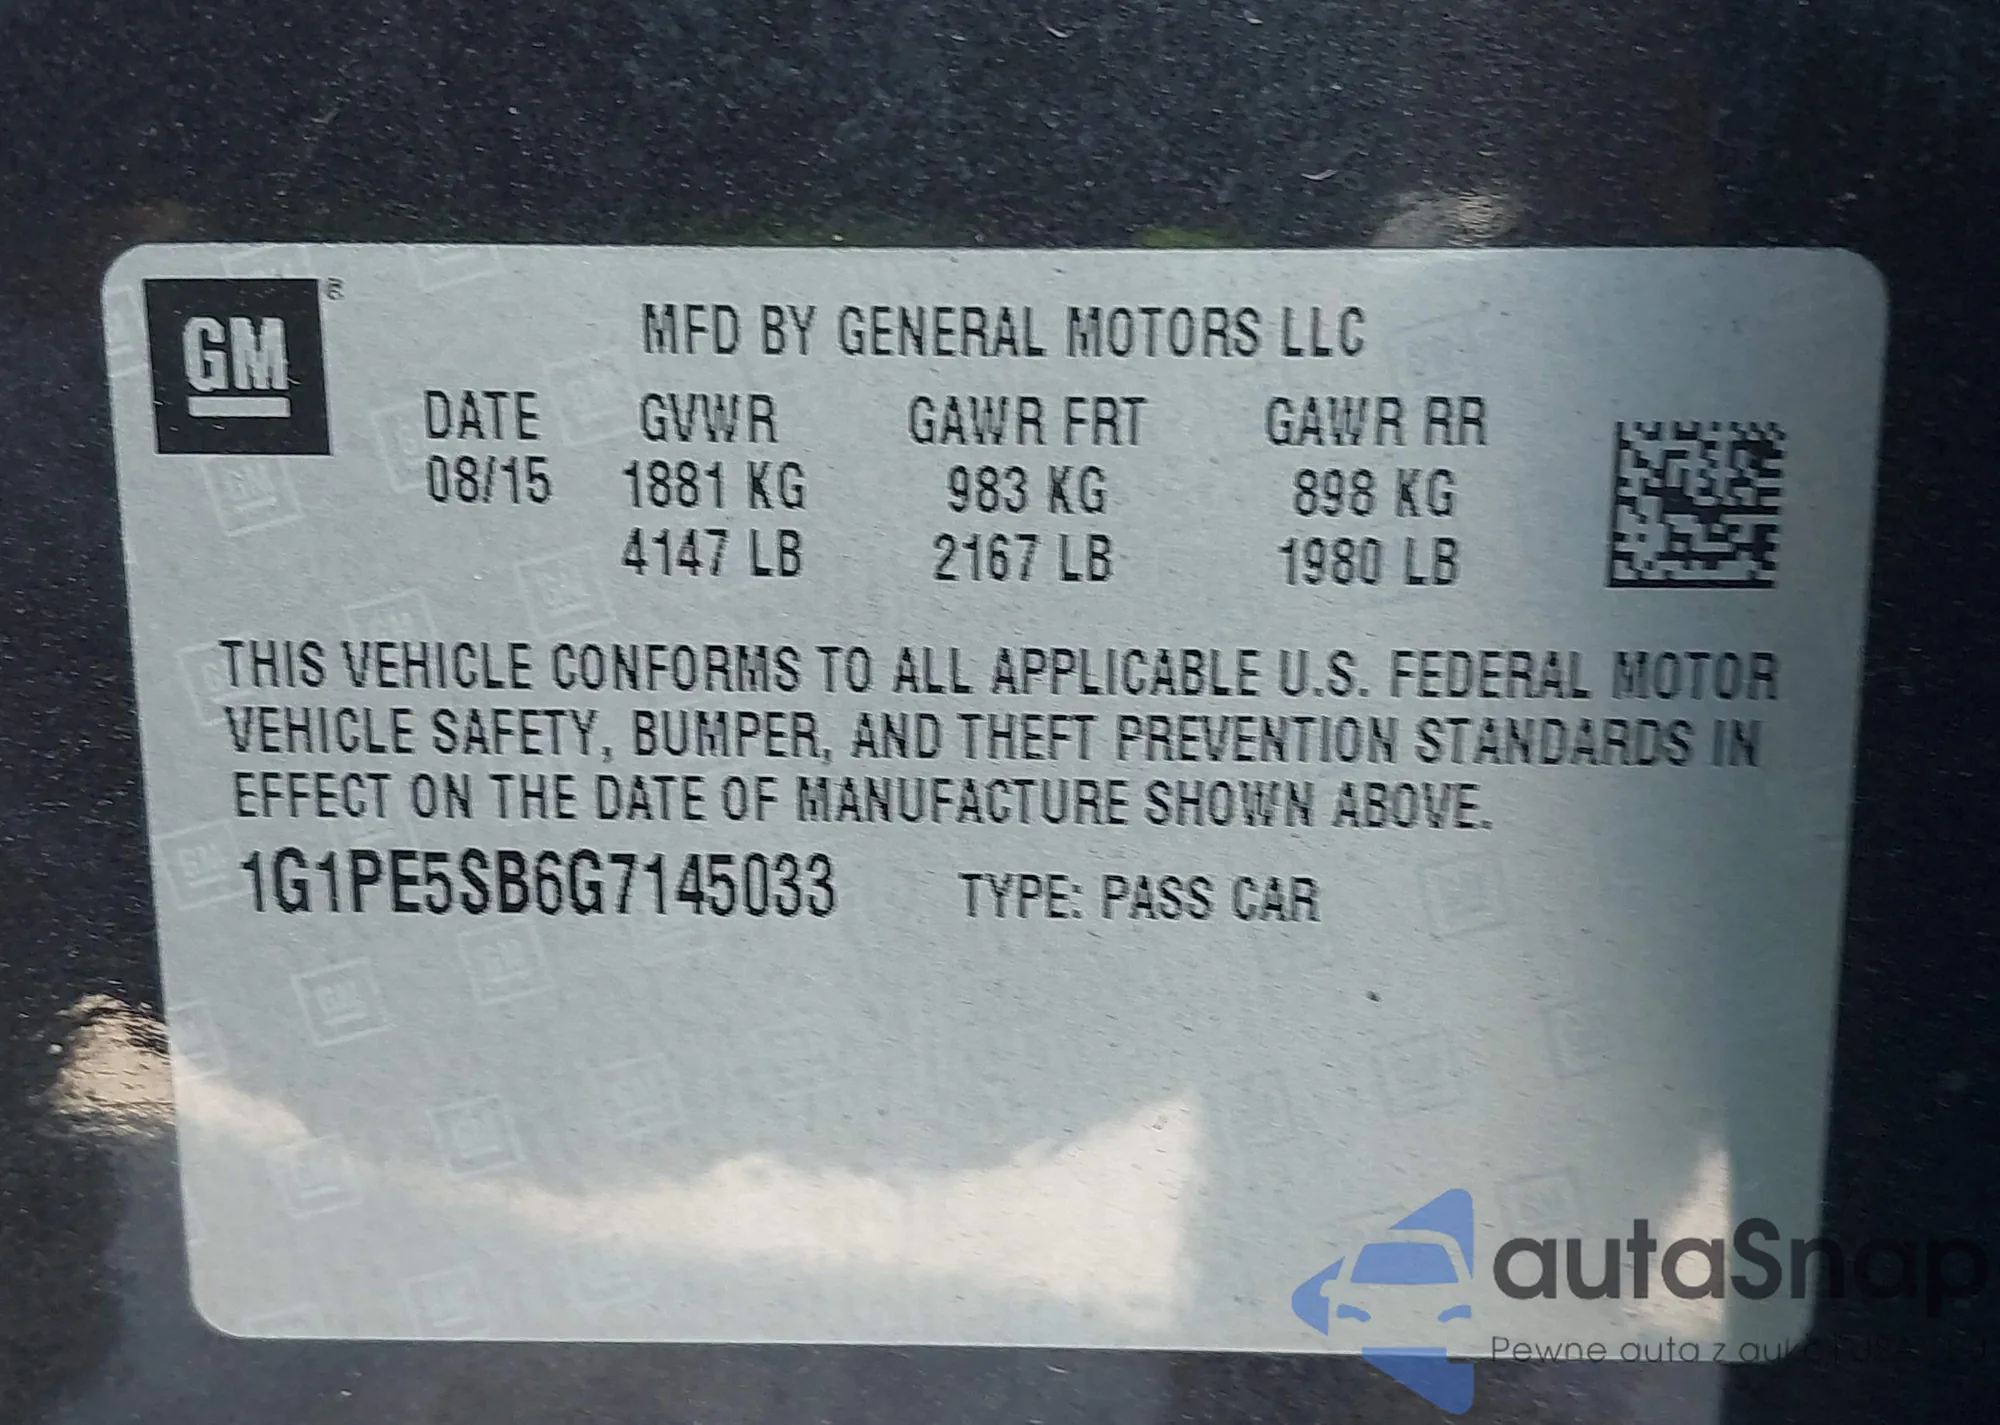 GM ®
MFD BY GENERAL MOTORS LLC
DATE GVWR GAWR FRT GAWR RR
08/15 1881 KG 983 KG 898 KG
4147 LB 2167 LB 1980 LB
THIS VEHICLE CONFORMS TO ALL APPLICABLE U.S. FEDERAL MOTOR
VEHICLE SAFETY, BUMPER, AND THEFT PREVENTION STANDARDS IN
EFFECT ON THE DATE OF MANUFACTURE SHOWN ABOVE.
1G1PE5SB6G7145033 TYPE: PASS CAR
autaSnap
Pewne auta z